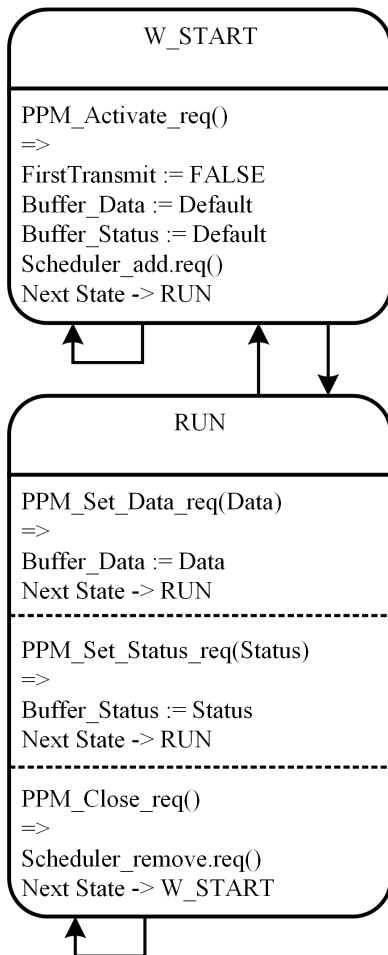 W_START
PPM_Activate_req()
=>
FirstTransmit := FALSE
Buffer_Data := Default
Buffer_Status := Default
Scheduler_add.req()
Next State -> RUN
RUN
PPM_Set_Data_req(Data)
=>
Buffer_Data := Data
Next State -> RUN
PPM_Set_Status_req(Status)
=>
Buffer_Status := Status
Next State -> RUN
PPM_Close_req()
=>
Scheduler_remove.req()
Next State -> W_START